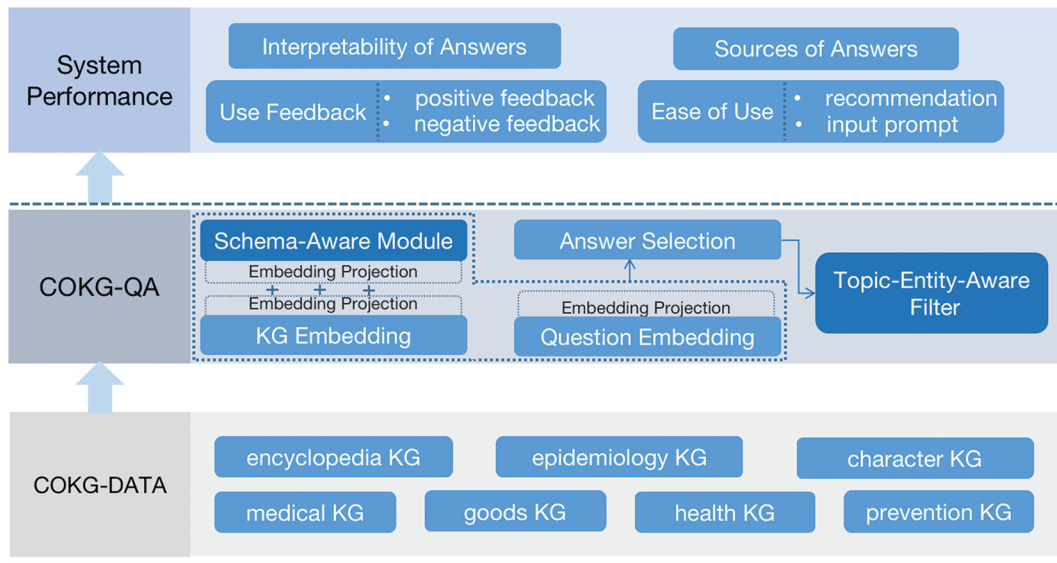 System
Performance
Interpretability of Answers
Sources of Answers
Use Feedback
• positive feedback
• negative feedback
Ease of Use
• recommendation
• input prompt
COKG-QA
Schema-Aware Module
Embedding Projection
+ + +
Embedding Projection
KG Embedding
Answer Selection
Embedding Projection
Question Embedding
Topic-Entity-Aware
Filter
COKG-DATA
encyclopedia KG
epidemiology KG
character KG
medical KG
goods KG
health KG
prevention KG